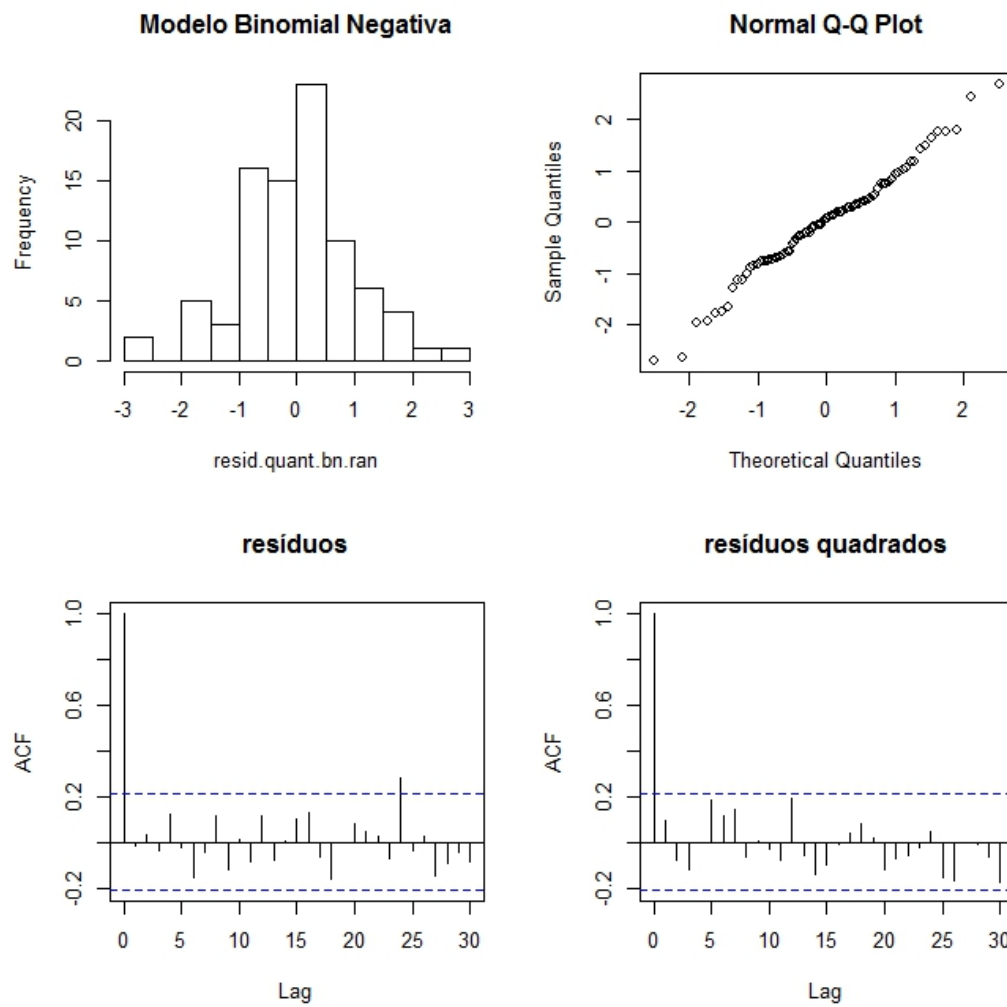 Modelo Binomial Negativa
Frequency
0 5 10 15 20
-3 -2 -1 0 1 2 3
resid.quant.bn.ran
Normal Q-Q Plot
Sample Quantiles
-2 -1 0 1 2
-2 -1 0 1 2
Theoretical Quantiles
resíduos
ACF
-0.2 0.2 0.6 1.0
0 5 10 15 20 25 30
Lag
resíduos quadrados
ACF
-0.2 0.2 0.6 1.0
0 5 10 15 20 25 30
Lag